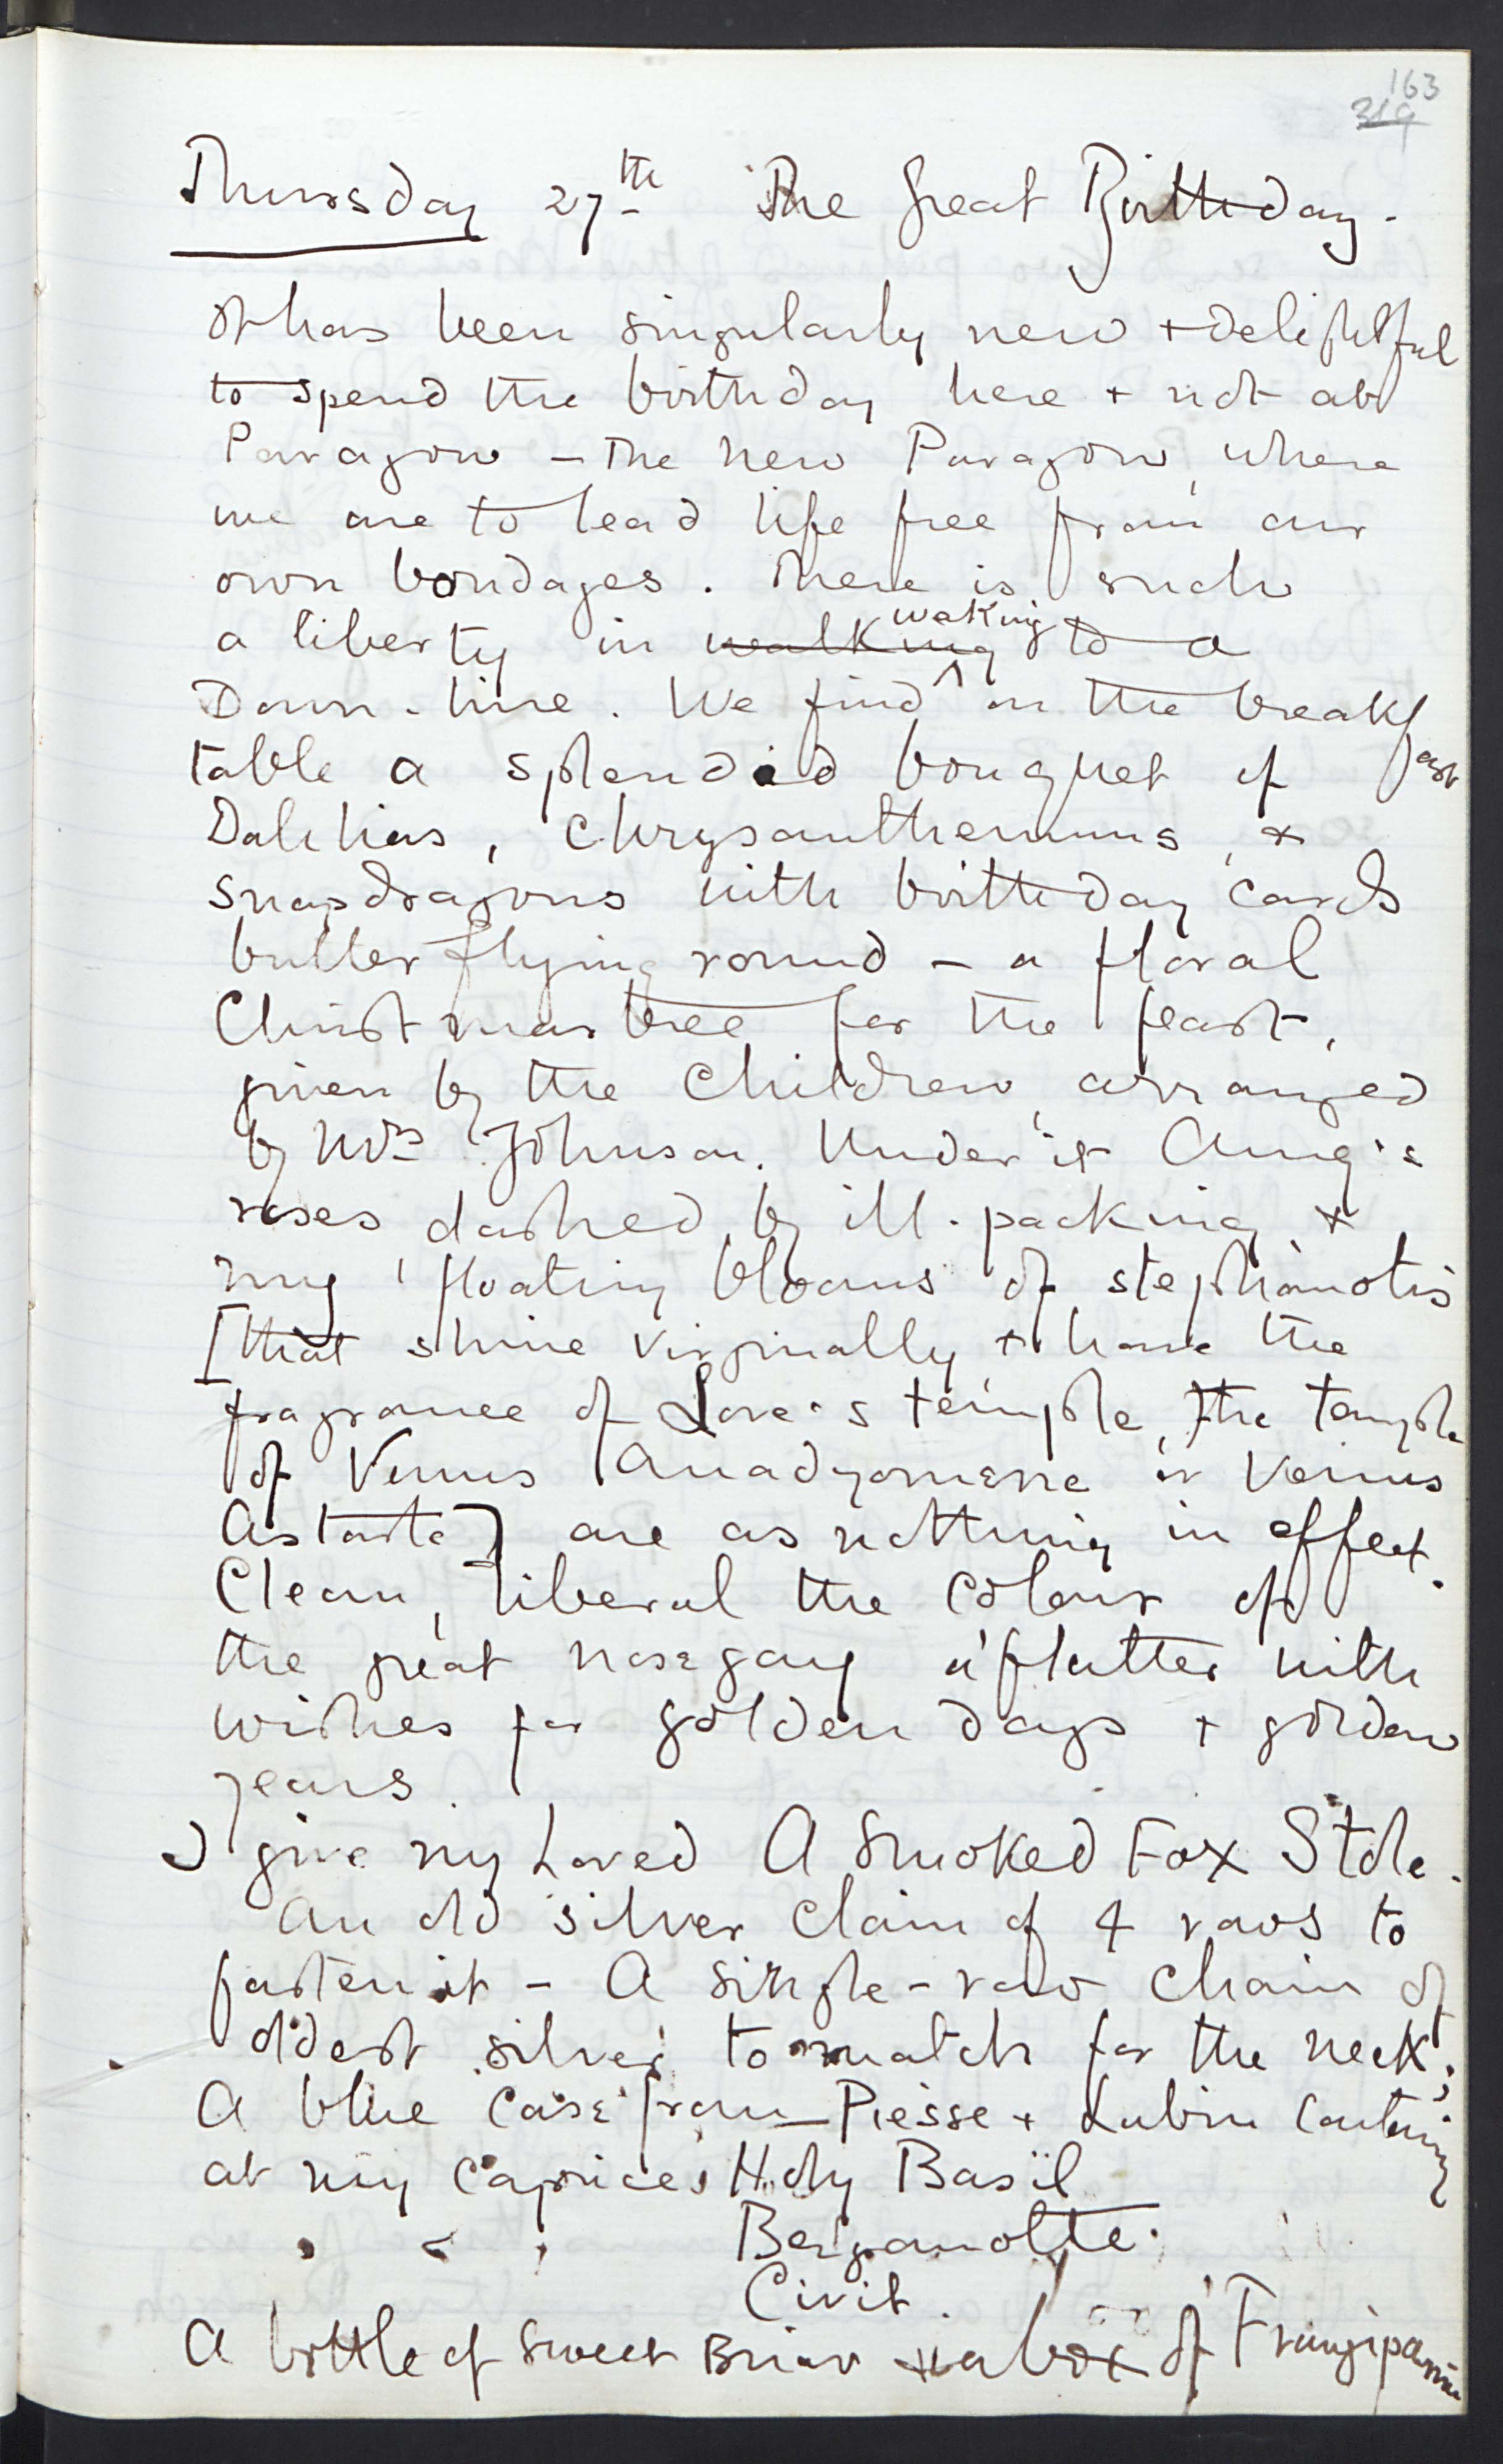 163
319
Thursday 27th The Great Birthday.
It has been singularly new + delightful
to spend the birthday here + not at
Paragon – the new Paragon, where
we are to lead life free from our
own bondages. There is such
a liberty in walking waking to a
Down-line. We find on the breakfast
table a splendid bouquet of
Dahlias, Chrysanthemums, +
snapdragons with birthday cards
butterflying round – a floral
Christmas tree for the feast,
given by the Children, arranged
by Mrs Johnson. Under it Amy's
roses dashed by ill-packing +
my floating blooms of stephanotis
[that shine virginally + have the
fragrance of Love's temple, the temple
of Venus Anadyomene or Venus
Astarte] are as nothing in effect.
Clean, liberal the colour of
the great nosegay a'flutter with
wishes for golden days + golden
years.
I give my Loved A Smoked Fox Stole.
An old silver Chain of 4 rows to
fasten it – A single-row chain of
oldest silver to match for the neck;
A blue case from Piesse + Lubin containing
at my caprice, Holy Basil
" " " Bergamotte.
Civit.
A bottle of Sweet Briar + a box of Frangipanni